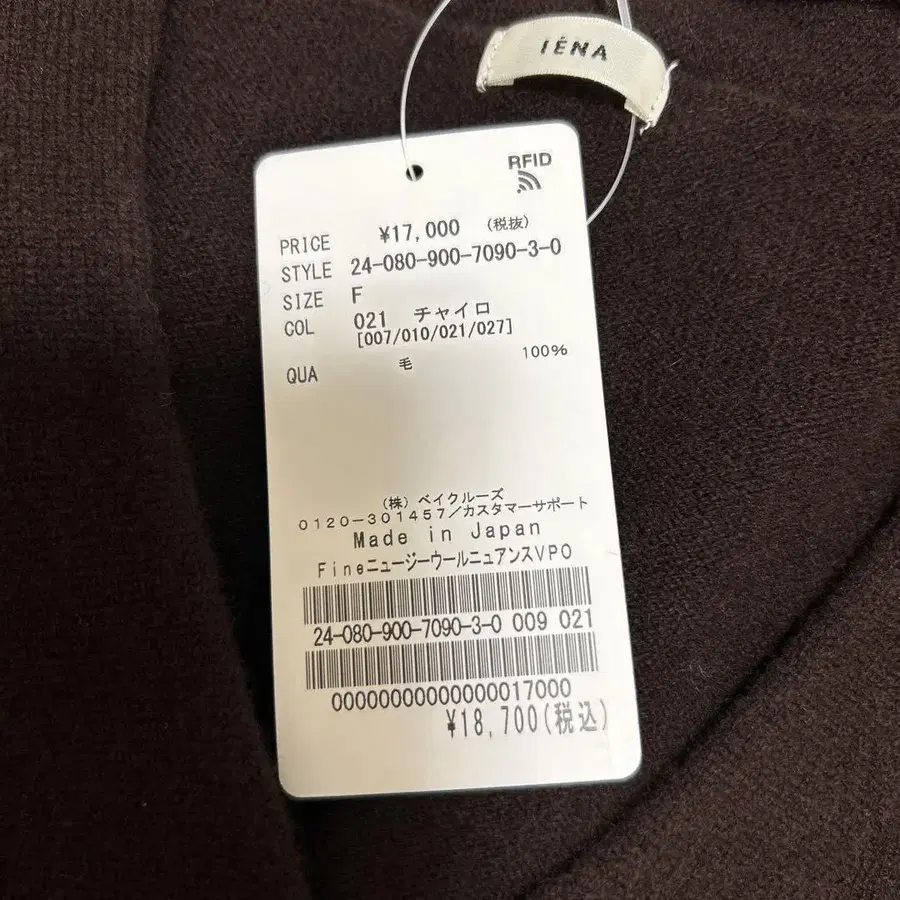 IÉNA
RFID
PRICE ¥17,000 (税抜)
STYLE 24-080-900-7090-3-0
SIZE F
COL 021 チャイロ
[007/010/021/027]
QUA 毛 100%
(株) ベイクルーズ
0120-301457/カスタマーサポート
Made in Japan
FineニュージーウールニュアンスVPO
24-080-900-7090-3-0 009 021
00000000000000017000
¥18,700(税込)